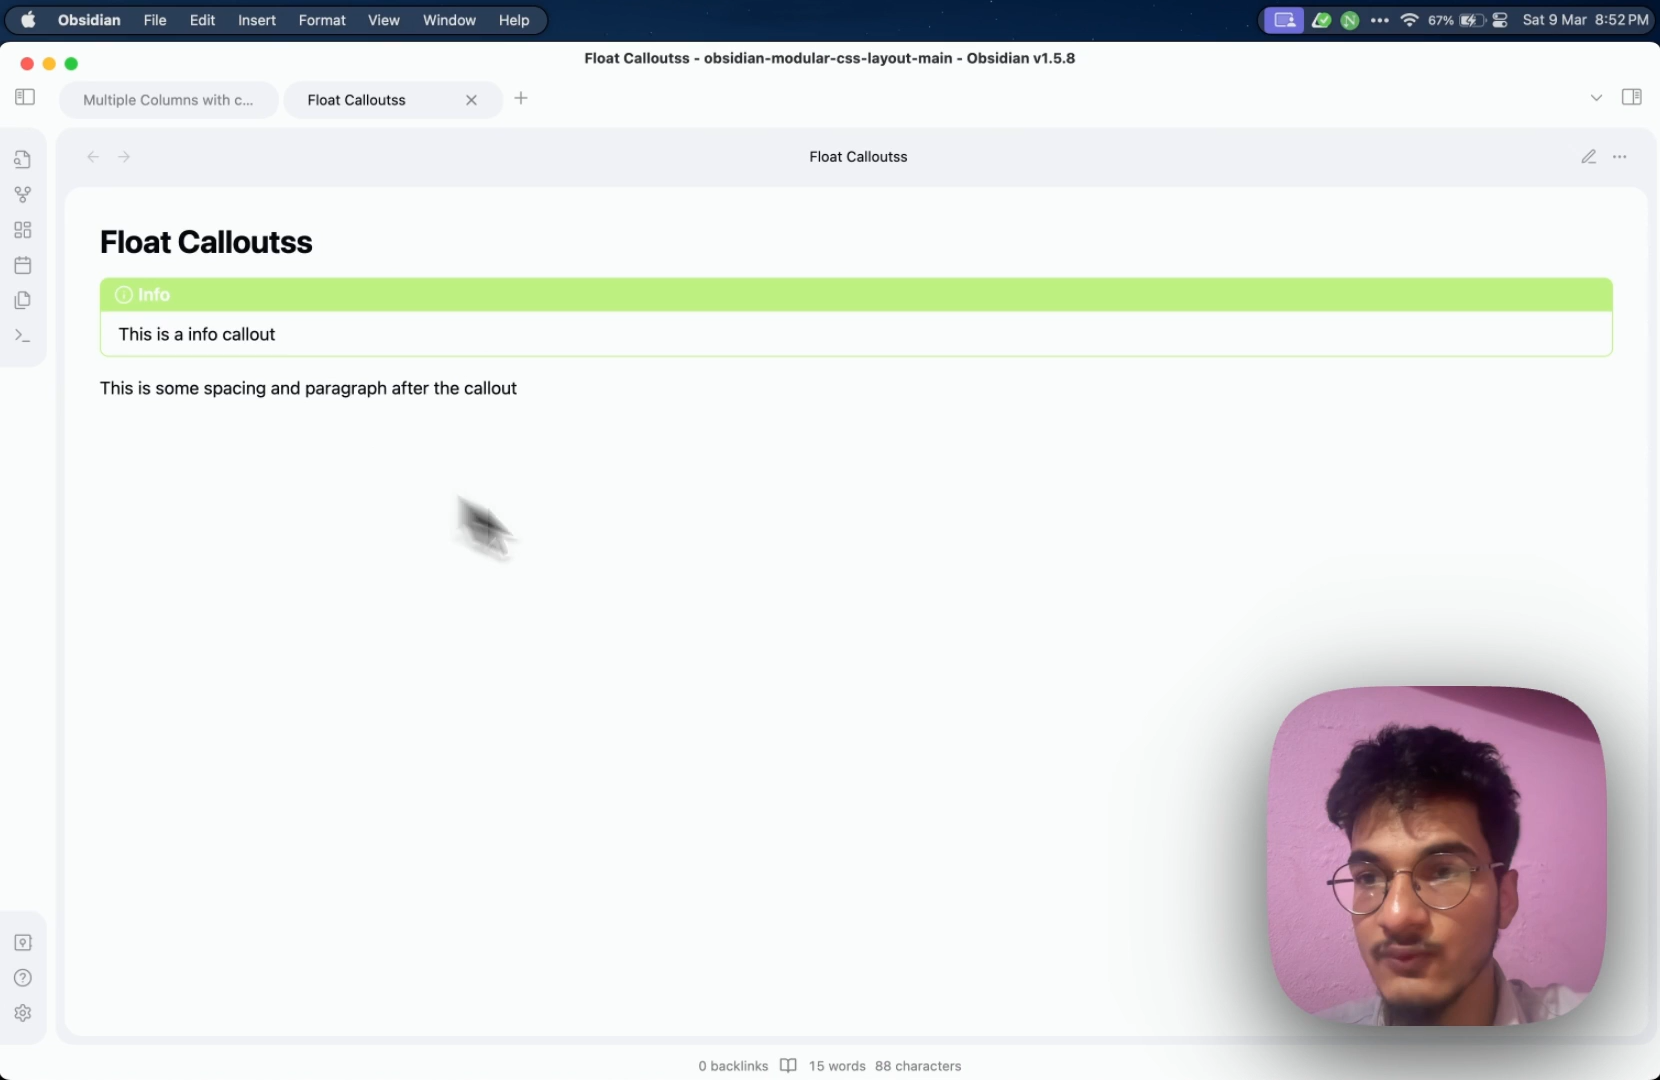 Obsidian File Edit Insert Format View Window Help
67% Sat 9 Mar 8:52 PM
Float Calloutss - obsidian-modular-css-layout-main - Obsidian v1.5.8
Multiple Columns with c...
Float Calloutss
Float Calloutss
Float Calloutss
Info
This is a info callout
This is some spacing and paragraph after the callout
0 backlinks 15 words 88 characters